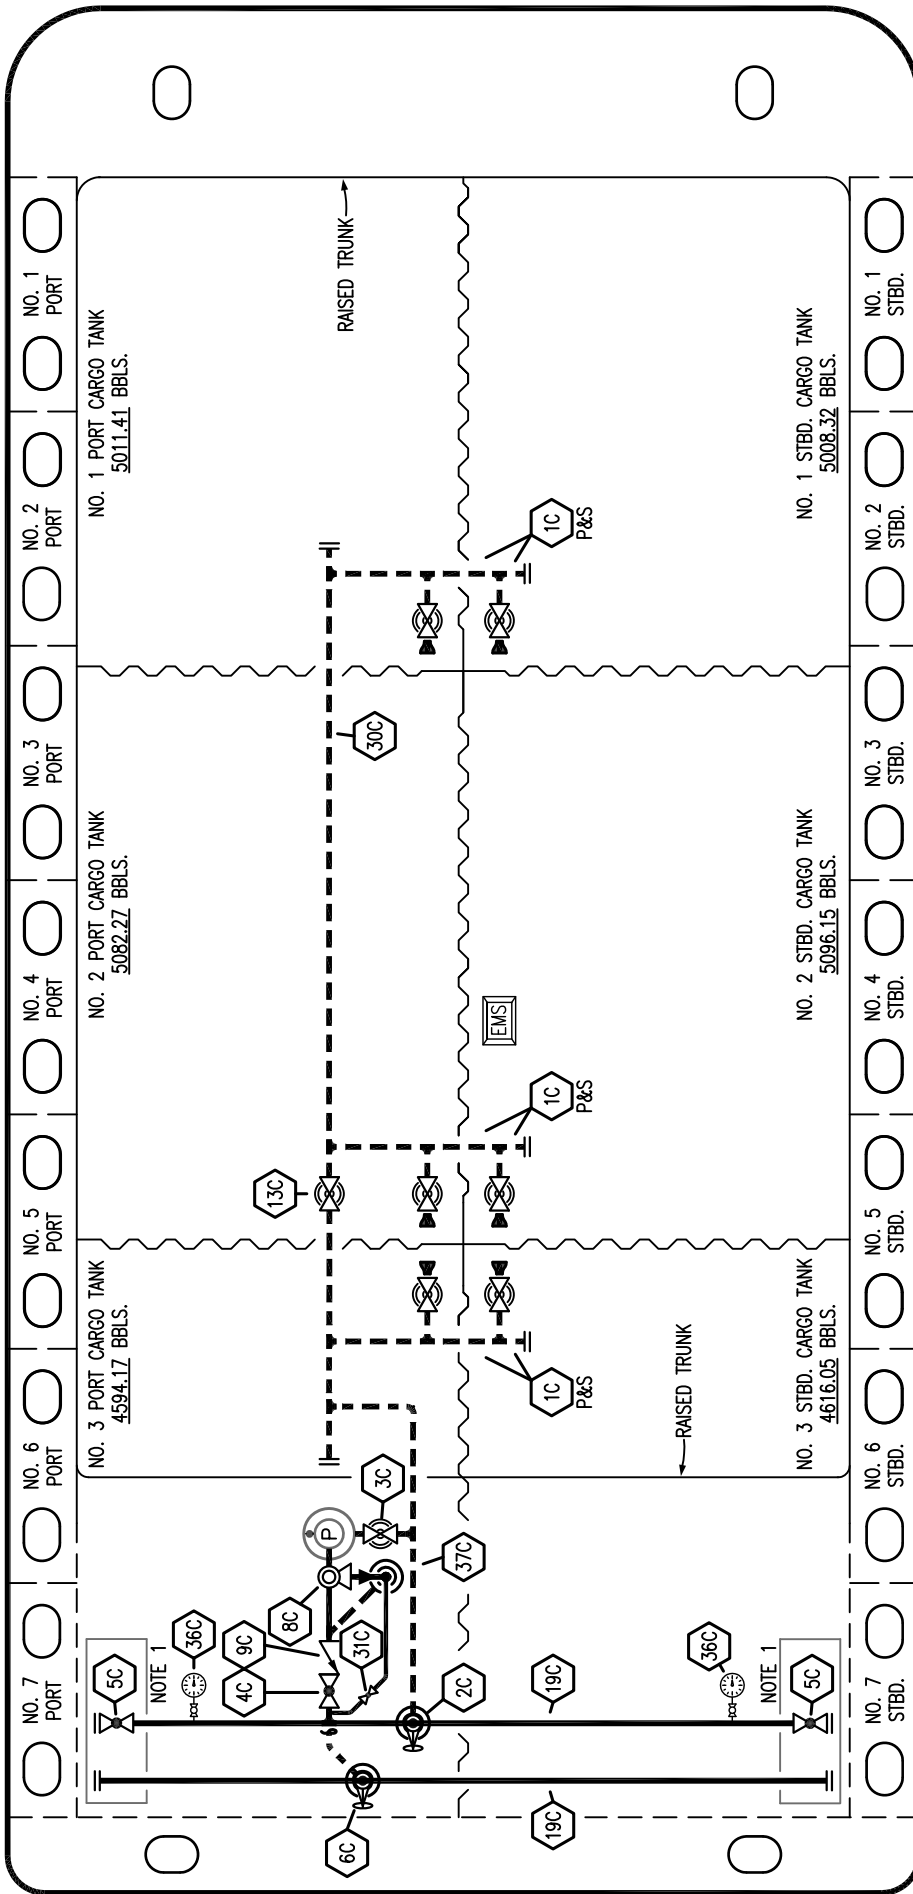 NO. 1
PORT
NO. 2
PORT
NO. 3
PORT
NO. 4
PORT
NO. 5
PORT
NO. 6
PORT
NO. 7
PORT
NO. 1 PORT CARGO TANK
5011.41 BBLS.
NO. 2 PORT CARGO TANK
5082.27 BBLS.
NO. 3 PORT CARGO TANK
4594.17 BBLS.
RAISED TRUNK
1C
P&S
30C
EMS
13C
1C
P&S
1C
P&S
RAISED TRUNK
P
3C
37C
8C
9C
4C
31C
2C
36C
NOTE 1
5C
19C
6C
19C
36C
NOTE 1
5C
NO. 1 STBD. CARGO TANK
5008.32 BBLS.
NO. 2 STBD. CARGO TANK
5096.15 BBLS.
NO. 3 STBD. CARGO TANK
4616.05 BBLS.
NO. 1
STBD.
NO. 2
STBD.
NO. 3
STBD.
NO. 4
STBD.
NO. 5
STBD.
NO. 6
STBD.
NO. 7
STBD.